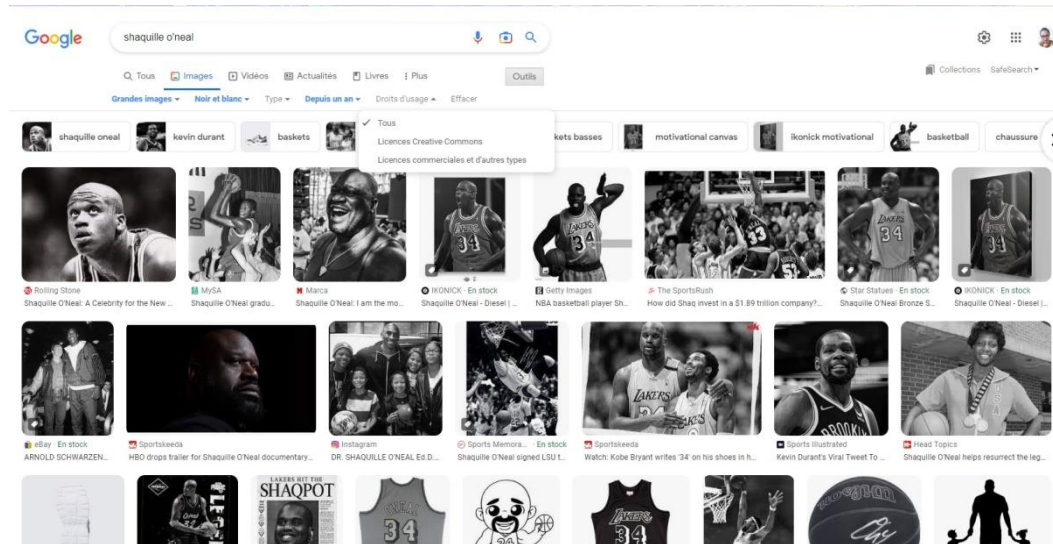 Google
shaquille o'neal
Tous Images Vidéos Actualités Livres Plus Outils
Collections SafeSearch
Grandes images Noir et blanc Type Depuis un an Droits d'usage Effacer
Tous
Licences Creative Commons
Licences commerciales et d'autres types
shaquille oneal kevin durant baskets kets basses motivational canvas ikonick motivational basketball chaussure
LAKERS 34
33
Rolling Stone MySA Marca IKONICK · En stock Getty Images The SportsRush Star Statues · En stock IKONICK · En stock
Shaquille O'Neal: A Celebrity for the New ... Shaquille O'Neal gradu... Shaquille O'Neal: I am the mo... Shaquille O'Neal - Diesel | ... NBA basketball player Sh... How did Shaq invest in a $1.89 trillion company?... Shaquille O'Neal Bronze S... Shaquille O'Neal - Diesel | ...
eBay · En stock Sportskeeda Instagram Sports Memora... · En stock Sportskeeda Sports Illustrated Head Topics
ARNOLD SCHWARZEN... HBO drops trailer for Shaquille O'Neal documentary... DR. SHAQUILLE O'NEAL Ed.D.... Shaquille O'Neal signed LSU t... Watch: Kobe Bryant writes '34' on his shoes in h... Kevin Durant's Viral Tweet To ... Shaquille O'Neal helps resurrect the leg...
LAKERS HIT THE
SHAQPOT
34
LAKERS
34
Wilson